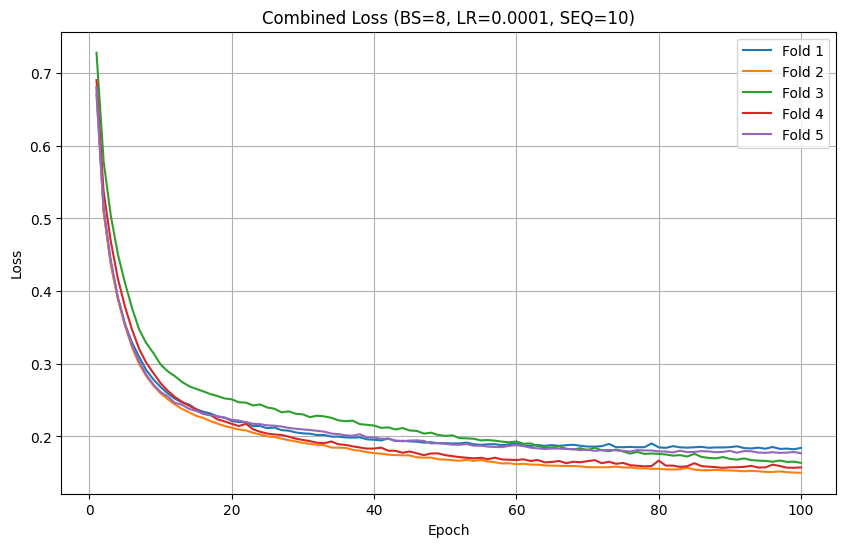 Combined Loss (BS=8, LR=0.0001, SEQ=10)
Fold 1
Fold 2
Fold 3
Fold 4
Fold 5
Loss
0.7
0.6
0.5
0.4
0.3
0.2
0 20 40 60 80 100
Epoch